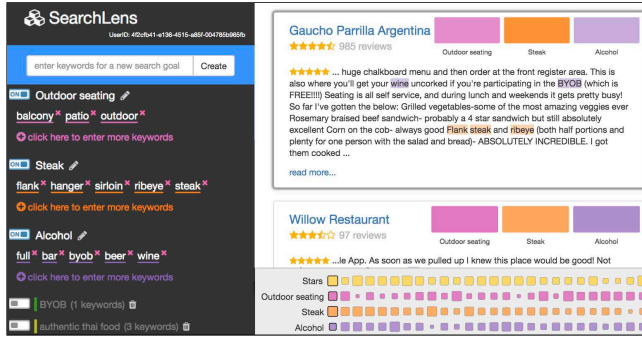 SearchLens
UserID: 4f2cfb41-e136-4515-a85f-004785b965fb
enter keywords for a new search goal Create
ON Outdoor seating
balcony x patio x outdoor x
click here to enter more keywords
ON Steak
flank x hanger x sirloin x ribeye x steak x
click here to enter more keywords
ON Alcohol
full x bar x byob x beer x wine x
click here to enter more keywords
BYOB (1 keywords)
authentic thai food (3 keywords)
Gaucho Parrilla Argentina
985 reviews
Outdoor seating Steak Alcohol
... huge chalkboard menu and then order at the front register area. This is
also where you'll get your wine uncorked if you're participating in the BYOB (which is
FREE!!!!) Seating is all self service, and during lunch and weekends it gets pretty busy!
So far I've gotten the below: Grilled vegetables-some of the most amazing veggies ever
Rosemary braised beef sandwich- probably a 4 star sandwich but still absolutely
excellent Corn on the cob- always good Flank steak and ribeye (both half portions and
plenty for one person with the salad and bread)- ABSOLUTELY INCREDIBLE. I got
them cooked ...
read more...
Willow Restaurant
97 reviews
Outdoor seating Steak Alcohol
...le App. As soon as we pulled up I knew this place would be good! Not
Stars
Outdoor seating
Steak
Alcohol